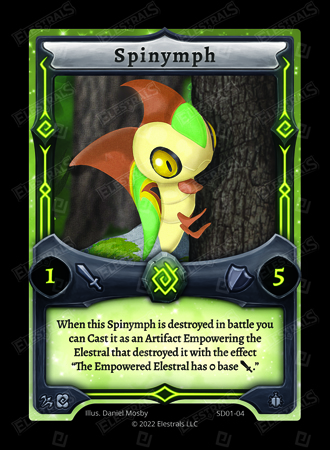 Spinymph
1 5
When this Spinymph is destroyed in battle you
can Cast it as an Artifact Empowering the
Elestral that destroyed it with the effect
"The Empowered Elestral has 0 base ."
Illus. Daniel Mosby SD01-04
© 2022 Elestrals LLC
ELESTRALS